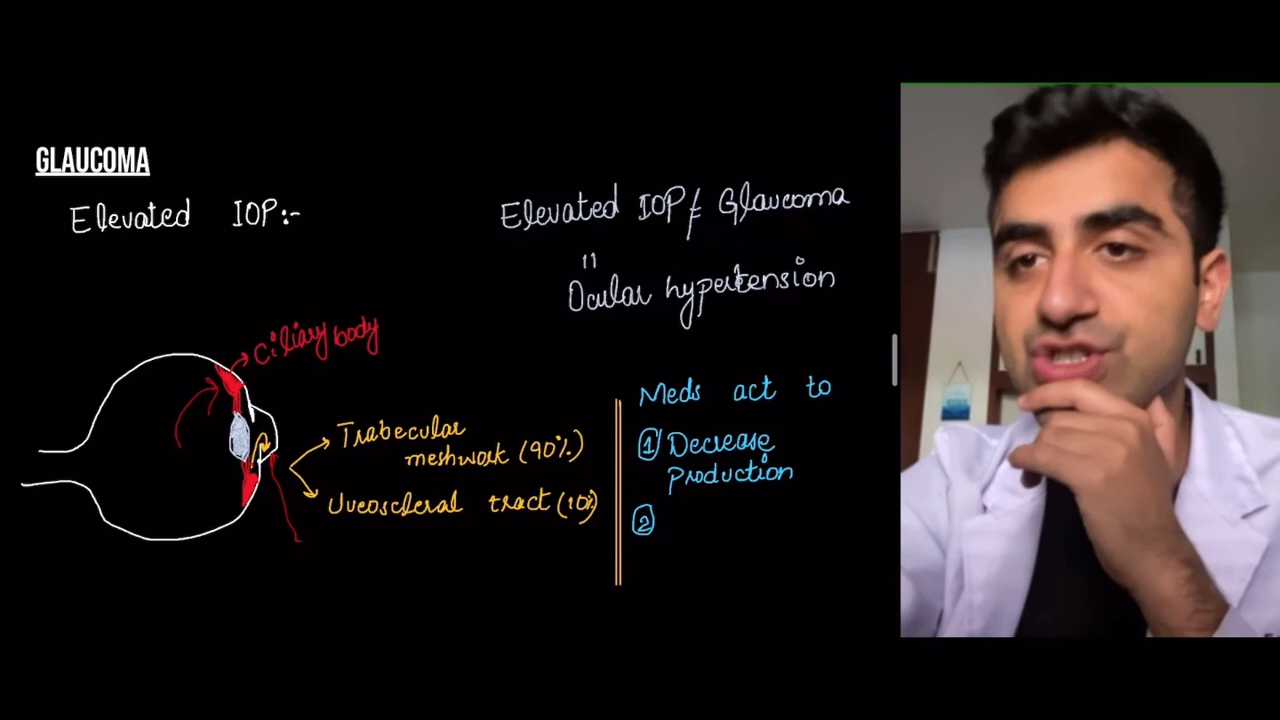 GLAUCOMA
Elevated IOP:-
Elevated IOP ≠ Glaucoma
=
Ocular hypertension
Ciliary body
Trabecular
meshwork (90%)
Uveoscleral tract (10%)
Meds act to
1 Decrease
Production
2